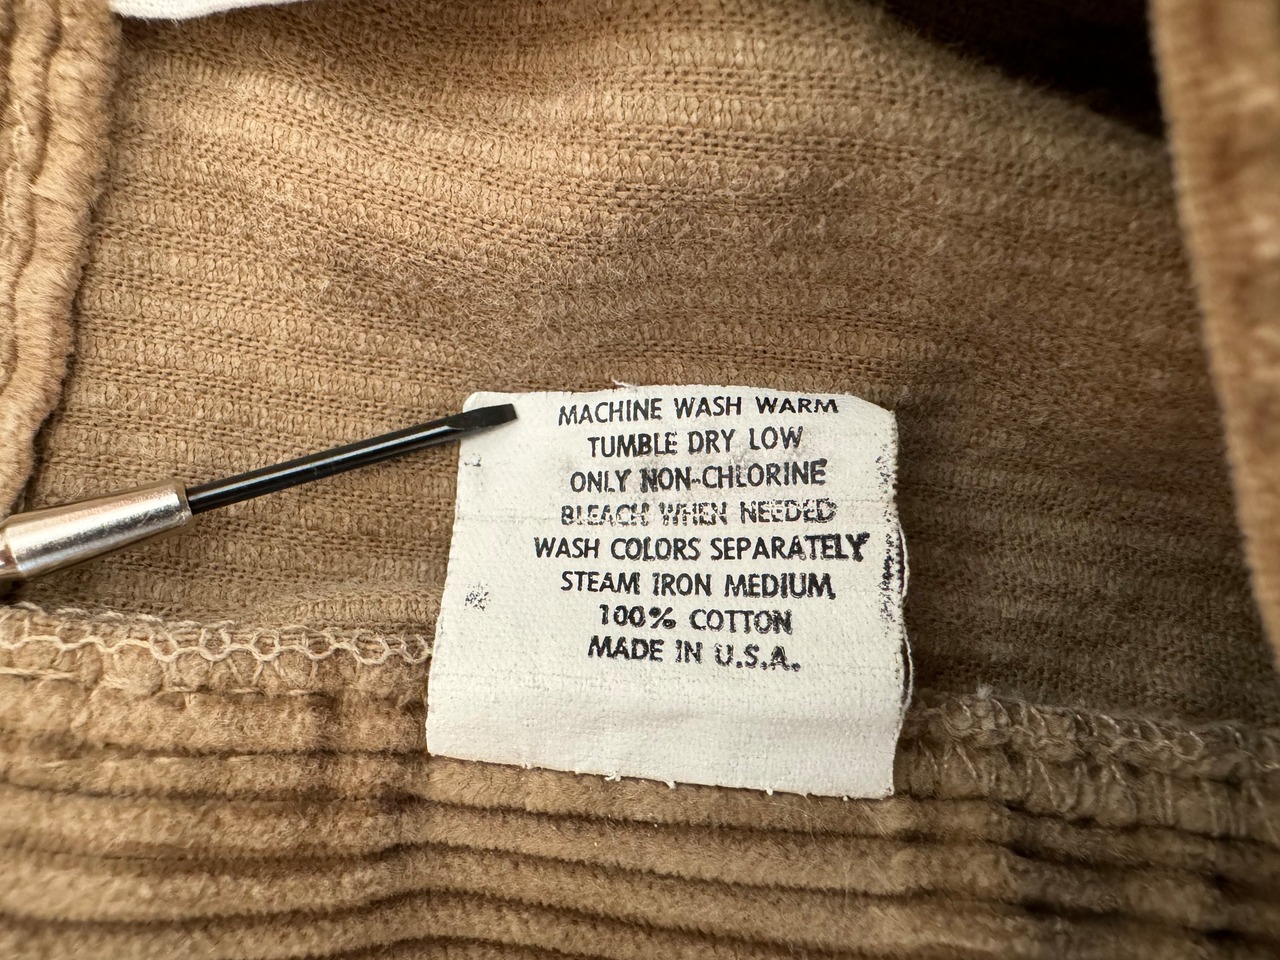 MACHINE WASH WARM
TUMBLE DRY LOW
ONLY NON-CHLORINE
BLEACH WHEN NEEDED
WASH COLORS SEPARATELY
STEAM IRON MEDIUM
100% COTTON
MADE IN U.S.A.